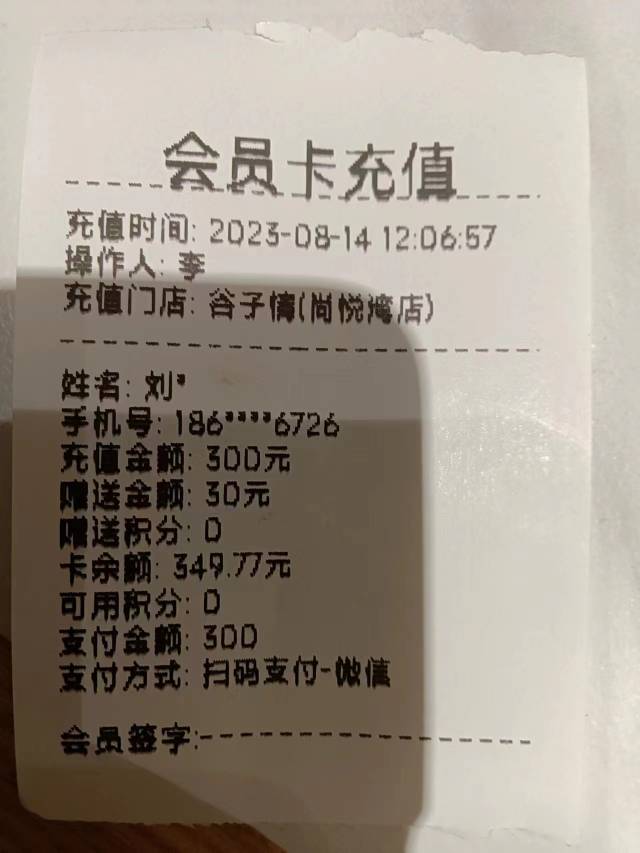 会员卡充值
充值时间: 2023-08-14 12:06:57
操作人: 李
充值门店: 谷子情(尚悦湾店)
姓名: 刘*
手机号: 186****6726
充值金额: 300元
赠送金额: 30元
赠送积分: 0
卡余额: 349.77元
可用积分: 0
支付金额: 300
支付方式: 扫码支付-微信
会员签字: